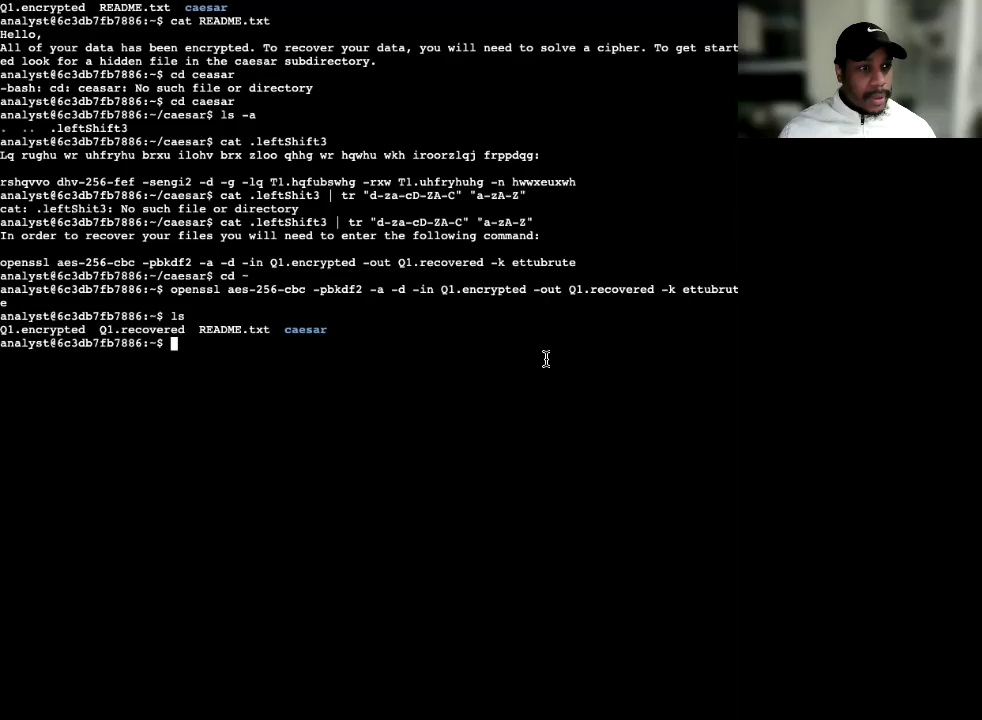 Q1.encrypted  README.txt  caesar
analyst@6c3db7fb7886:~$ cat README.txt
Hello,
All of your data has been encrypted. To recover your data, you will need to solve a cipher. To get start
ed look for a hidden file in the caesar subdirectory.
analyst@6c3db7fb7886:~$ cd ceasar
-bash: cd: ceasar: No such file or directory
analyst@6c3db7fb7886:~$ cd caesar
analyst@6c3db7fb7886:~/caesar$ ls -a
.  ..  .leftShift3
analyst@6c3db7fb7886:~/caesar$ cat .leftShift3
Lq rughu wr uhfryhu brxu ilohv brx zloo qhhg wr hqwhu wkh iroorzlqj frppdqg:
rshqvvo dhv-256-fef -sengi2 -d -g -lq T1.hqfubswhg -rxw T1.uhfryhuhg -n hwwxeuxwh
analyst@6c3db7fb7886:~/caesar$ cat .leftShit3 | tr "d-za-cD-ZA-C" "a-zA-Z"
cat: .leftShit3: No such file or directory
analyst@6c3db7fb7886:~/caesar$ cat .leftShift3 | tr "d-za-cD-ZA-C" "a-zA-Z"
In order to recover your files you will need to enter the following command:
openssl aes-256-cbc -pbkdf2 -a -d -in Q1.encrypted -out Q1.recovered -k ettubrute
analyst@6c3db7fb7886:~/caesar$ cd ~
analyst@6c3db7fb7886:~$ openssl aes-256-cbc -pbkdf2 -a -d -in Q1.encrypted -out Q1.recovered -k ettubrut
e
analyst@6c3db7fb7886:~$ ls
Q1.encrypted  Q1.recovered  README.txt  caesar
analyst@6c3db7fb7886:~$